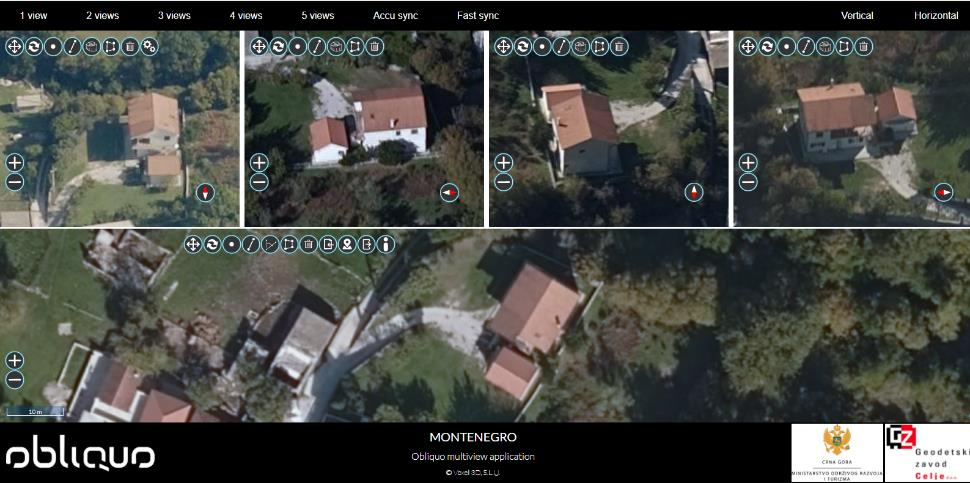 1 view 2 views 3 views 4 views 5 views Accu sync Fast sync Vertical Horizontal
10 m
obliquo
MONTENEGRO
Obliquo multiview application
© Voxel 3D, S.L.U.
CRNA GORA
MINISTARSTVO ODRŽIVOG RAZVOJA
I TURIZMA
GZ
Geodetski
zavod
Celje d.o.o.